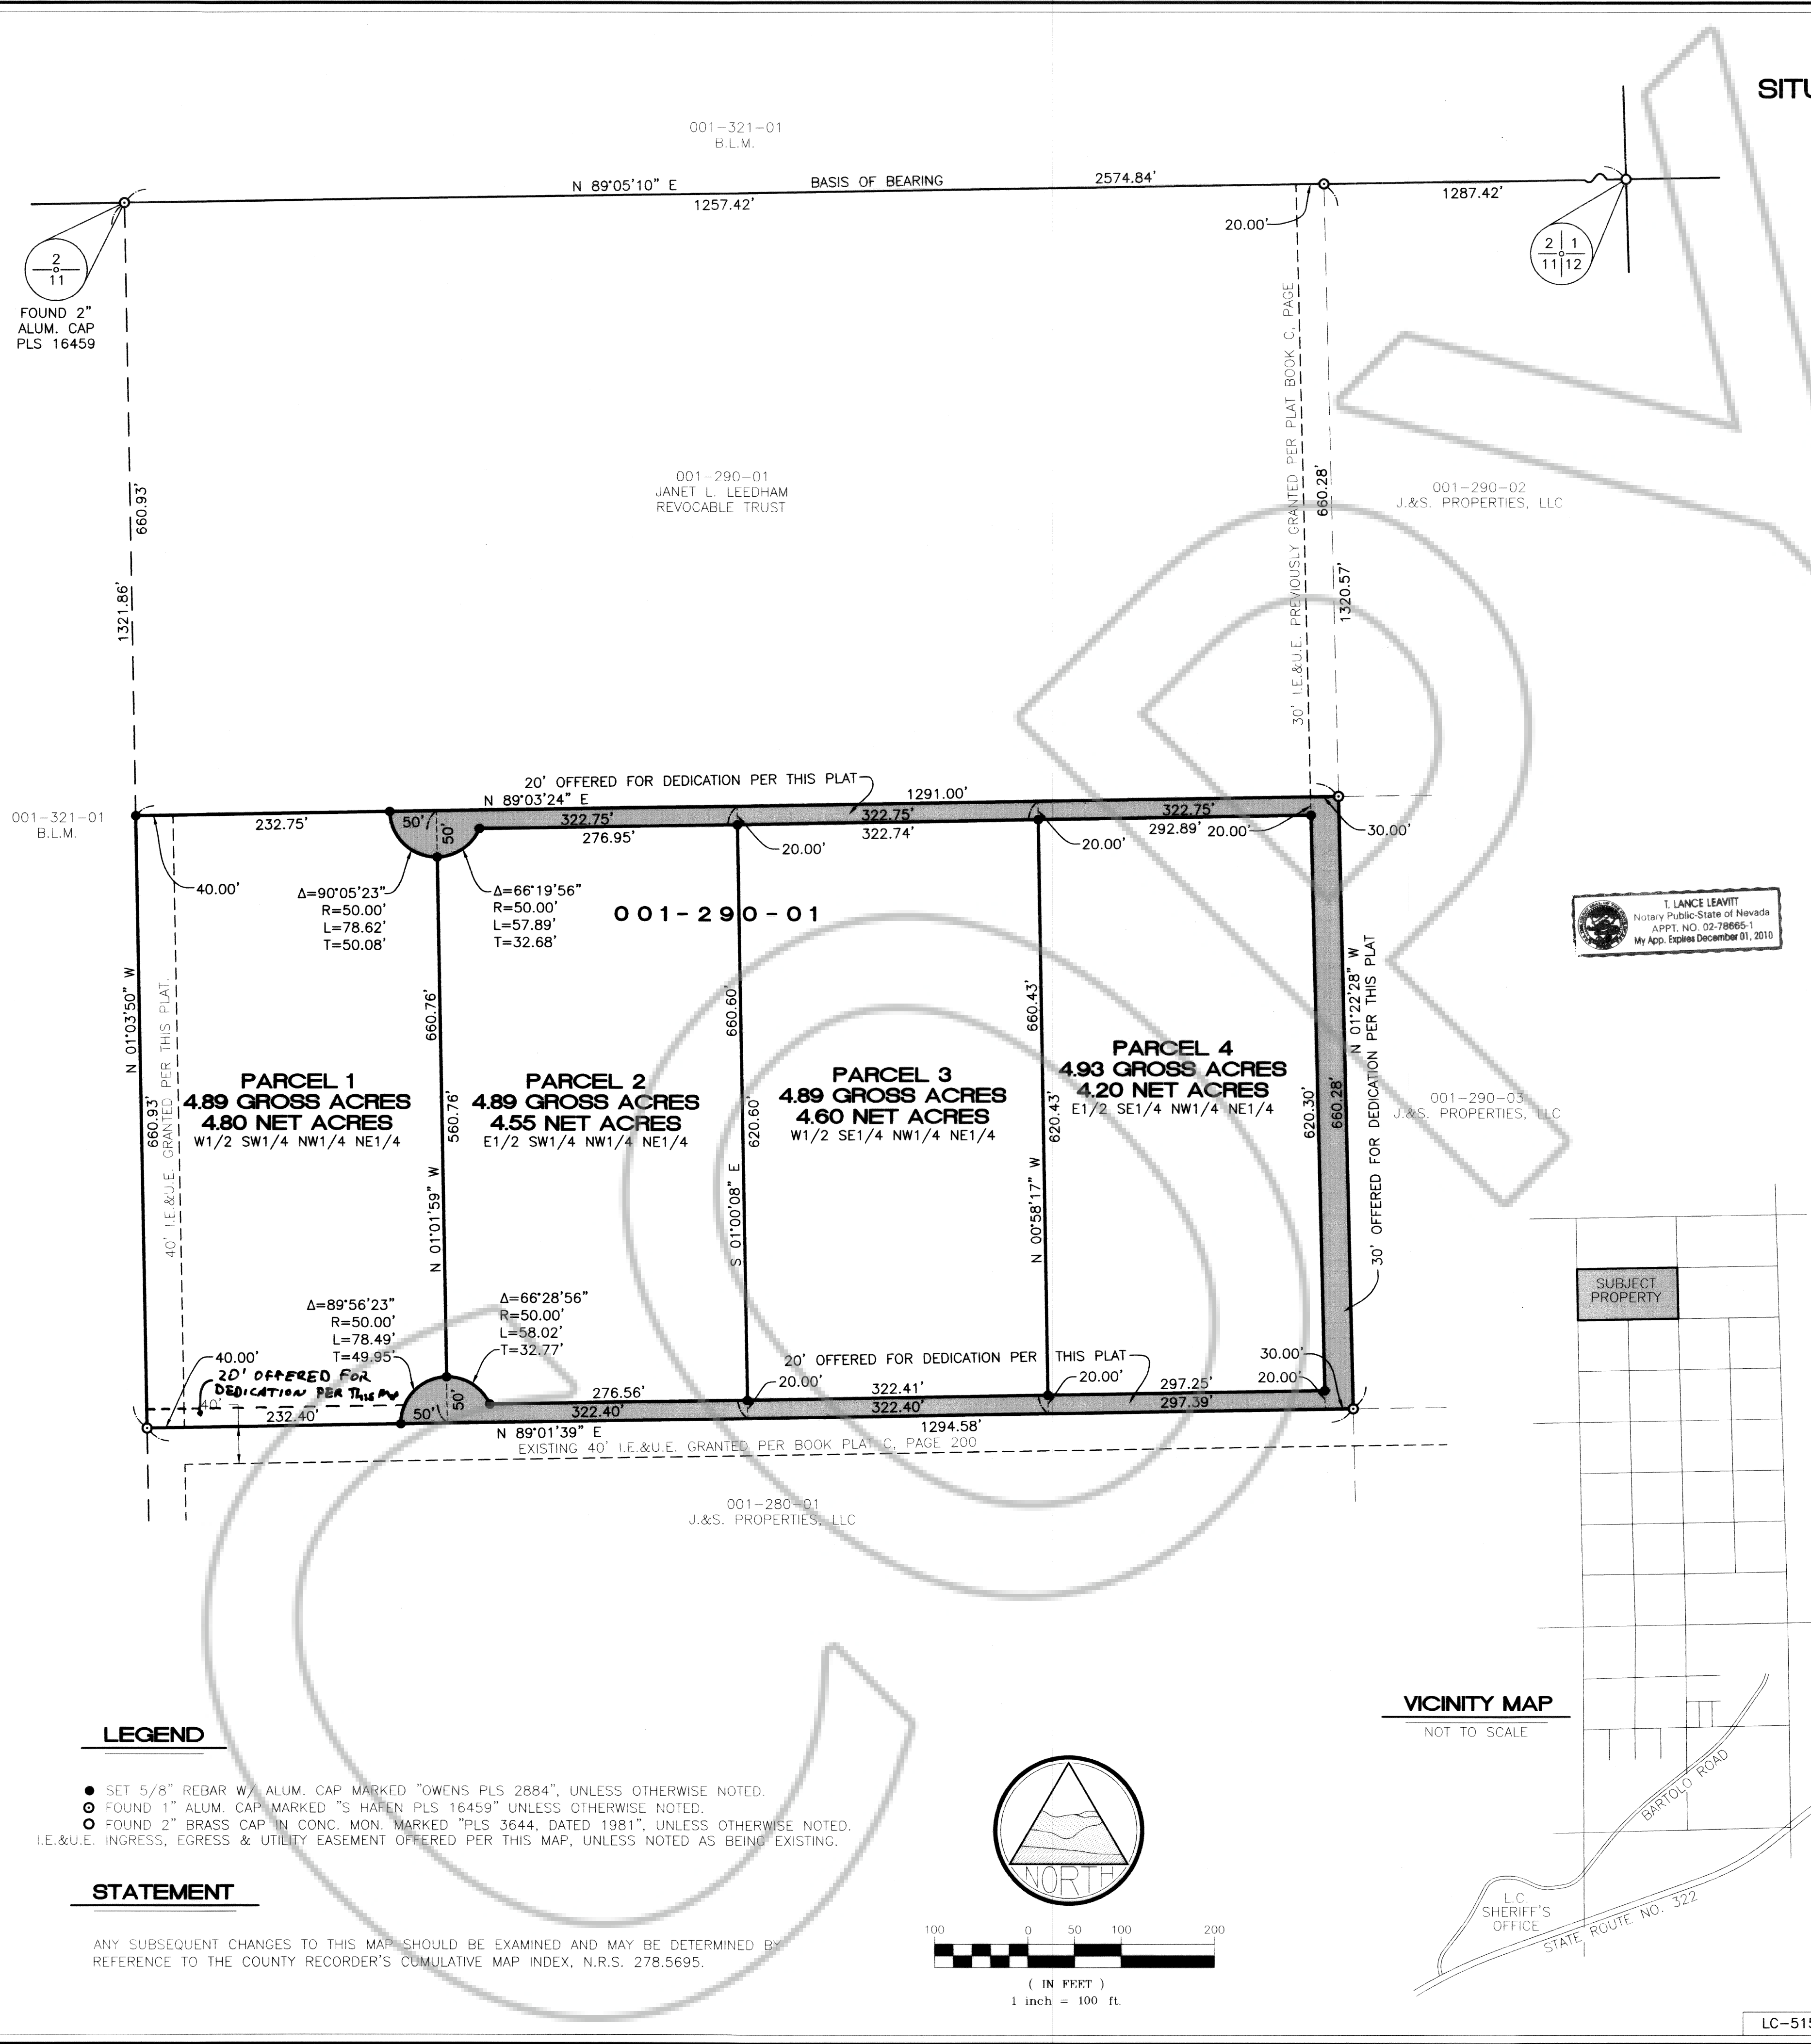 SITU
001-321-01
B.L.M.
N 89°05'10" E
BASIS OF BEARING
2574.84'
1257.42'
1287.42'
20.00'
2
11
FOUND 2"
ALUM. CAP
PLS 16459
2 1
11 12
30' I.E.&U.E. PREVIOUSLY GRANTED PER PLAT BOOK C, PAGE
660.93'
1321.86'
001-290-01
JANET L. LEEDHAM
REVOCABLE TRUST
660.28'
1320.57'
001-290-02
J.&S. PROPERTIES, LLC
20' OFFERED FOR DEDICATION PER THIS PLAT
N 89°03'24" E
1291.00'
001-321-01
B.L.M.
232.75'
50'
50'
322.75'
322.75'
322.75'
276.95'
322.74'
292.89'
20.00'
30.00'
20.00'
20.00'
40.00'
Δ=90°05'23"
R=50.00'
L=78.62'
T=50.08'
Δ=66°19'56"
R=50.00'
L=57.89'
T=32.68'
001-290-01
T. LANCE LEAVITT
Notary Public-State of Nevada
APPT. NO. 02-78665-1
My App. Expires December 01, 2010
N 01°03'50" W
660.93'
40' I.E.&U.E. GRANTED PER THIS PLAT.
660.76'
560.76'
N 01°01'59" W
660.60'
620.60'
S 01°00'08" E
660.43'
620.43'
N 00°58'17" W
620.30'
660.28'
N 01°22'28" W
30' OFFERED FOR DEDICATION PER THIS PLAT
PARCEL 1
4.89 GROSS ACRES
4.80 NET ACRES
W1/2 SW1/4 NW1/4 NE1/4
PARCEL 2
4.89 GROSS ACRES
4.55 NET ACRES
E1/2 SW1/4 NW1/4 NE1/4
PARCEL 3
4.89 GROSS ACRES
4.60 NET ACRES
W1/2 SE1/4 NW1/4 NE1/4
PARCEL 4
4.93 GROSS ACRES
4.20 NET ACRES
E1/2 SE1/4 NW1/4 NE1/4
001-290-03
J.&S. PROPERTIES, LLC
Δ=89°56'23"
R=50.00'
L=78.49'
T=49.95'
Δ=66°28'56"
R=50.00'
L=58.02'
T=32.77'
40.00'
20' OFFERED FOR
DEDICATION PER THIS
40'
232.40'
50'
50'
20' OFFERED FOR DEDICATION PER THIS PLAT
30.00'
276.56'
20.00'
322.41'
20.00'
297.25'
20.00'
322.40'
322.40'
297.39'
N 89°01'39" E
1294.58'
EXISTING 40' I.E.&U.E. GRANTED PER BOOK PLAT C, PAGE 200
001-280-01
J.&S. PROPERTIES, LLC
SUBJECT
PROPERTY
VICINITY MAP
NOT TO SCALE
BARTOLO ROAD
L.C.
SHERIFF'S
OFFICE
STATE ROUTE NO. 322
LEGEND
SET 5/8" REBAR W/ ALUM. CAP MARKED "OWENS PLS 2884", UNLESS OTHERWISE NOTED.
FOUND 1" ALUM. CAP MARKED "S HAFEN PLS 16459" UNLESS OTHERWISE NOTED.
FOUND 2" BRASS CAP IN CONC. MON. MARKED "PLS 3644, DATED 1981", UNLESS OTHERWISE NOTED.
I.E.&U.E. INGRESS, EGRESS & UTILITY EASEMENT OFFERED PER THIS MAP, UNLESS NOTED AS BEING EXISTING.
STATEMENT
ANY SUBSEQUENT CHANGES TO THIS MAP SHOULD BE EXAMINED AND MAY BE DETERMINED BY
REFERENCE TO THE COUNTY RECORDER'S CUMULATIVE MAP INDEX, N.R.S. 278.5695.
NORTH
100 0 50 100 200
( IN FEET )
1 inch = 100 ft.
LC-515